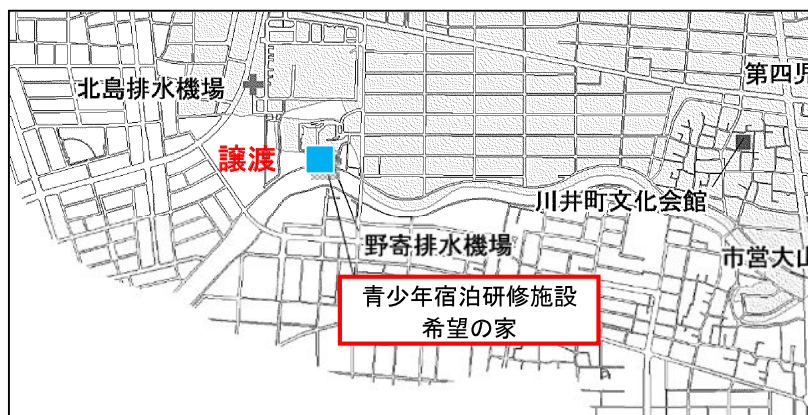 第四児
北島排水機場
譲渡
川井町文化会館
野寄排水機場
市営大山
青少年宿泊研修施設
希望の家